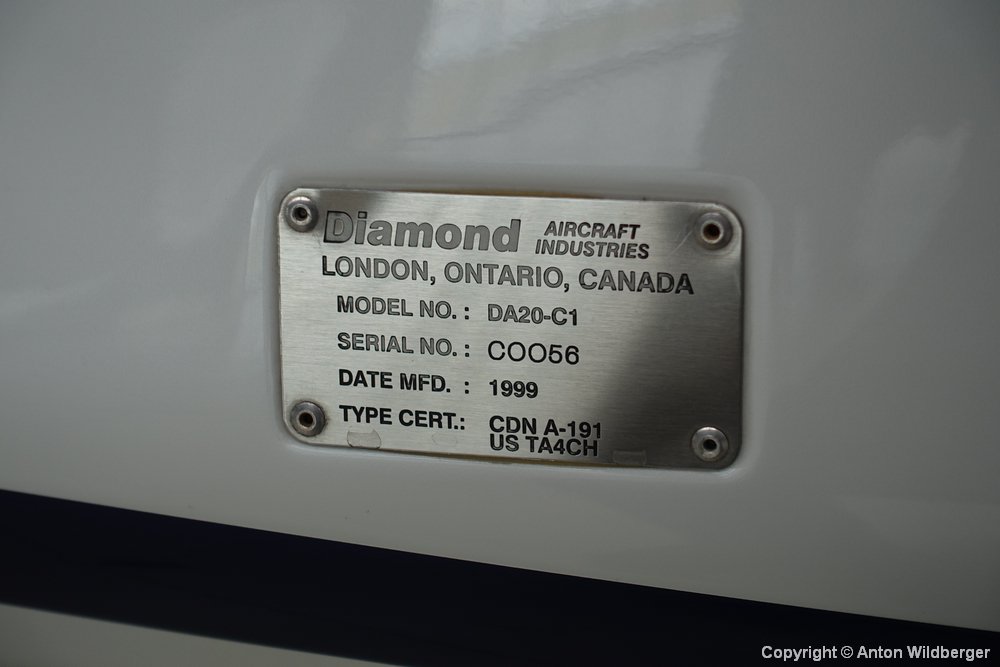 Diamond AIRCRAFT INDUSTRIES
LONDON, ONTARIO, CANADA
MODEL NO. : DA20-C1
SERIAL NO. : C0056
DATE MFD. : 1999
TYPE CERT.: CDN A-191
US TA4CH
Copyright © Anton Wildberger